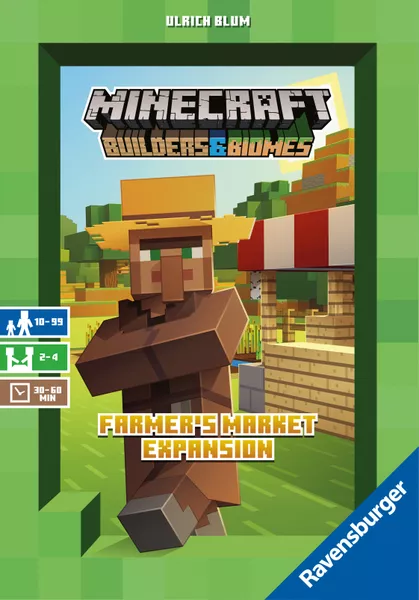 ULRICH BLUM
MINECRAFT
BUILDERS & BIOMES
10-99
2-4
30-60
MIN
FARMER'S MARKET
EXPANSION
Ravensburger